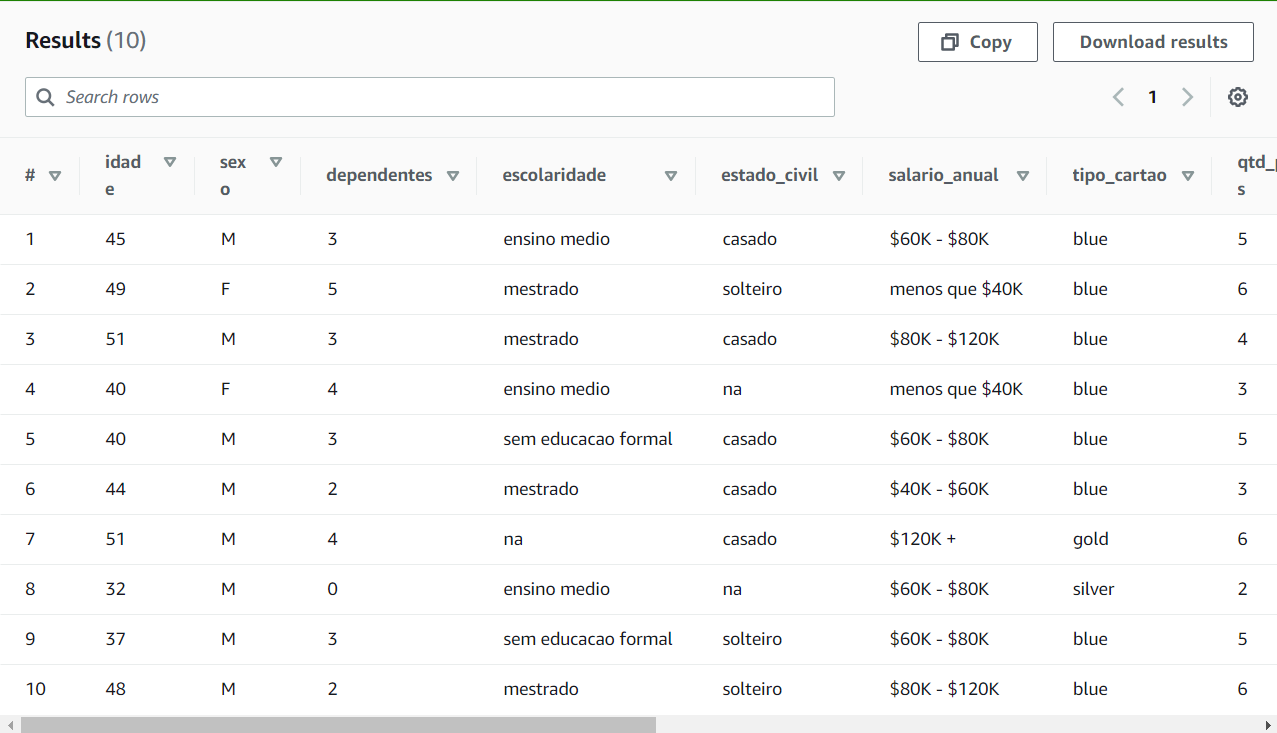 Results (10)
Copy
Download results
Search rows
1
# idade sexo dependentes escolaridade estado_civil salario_anual tipo_cartao
1 45 M 3 ensino medio casado $60K - $80K blue 5
2 49 F 5 mestrado solteiro menos que $40K blue 6
3 51 M 3 mestrado casado $80K - $120K blue 4
4 40 F 4 ensino medio na menos que $40K blue 3
5 40 M 3 sem educacao formal casado $60K - $80K blue 5
6 44 M 2 mestrado casado $40K - $60K blue 3
7 51 M 4 na casado $120K + gold 6
8 32 M 0 ensino medio na $60K - $80K silver 2
9 37 M 3 sem educacao formal solteiro $60K - $80K blue 5
10 48 M 2 mestrado solteiro $80K - $120K blue 6